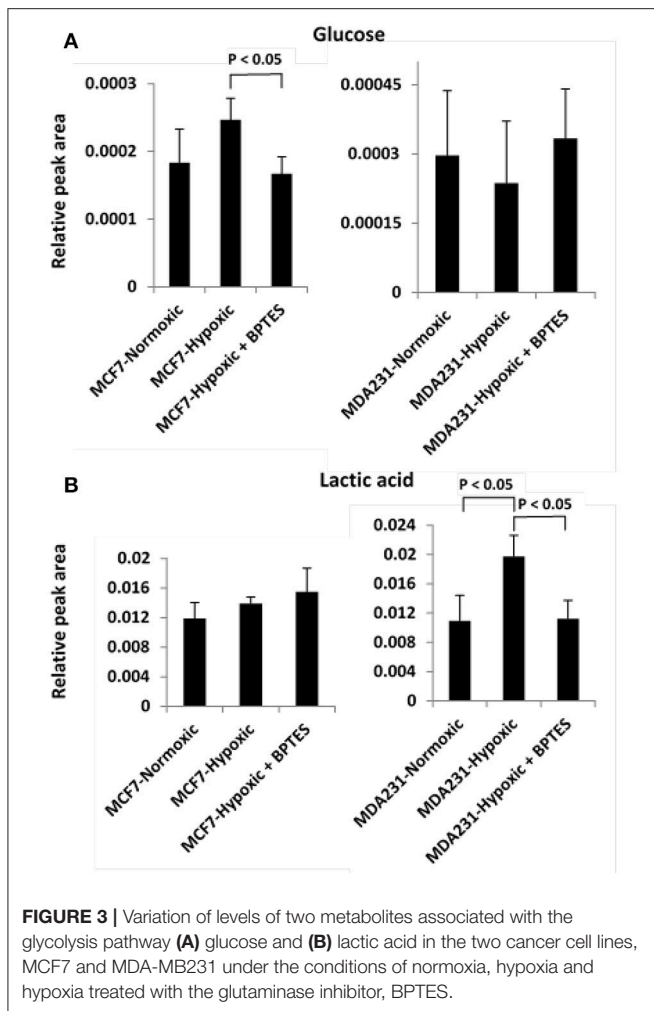 A
Glucose
P < 0.05
Relative peak area
0.0003
0.0002
0.0001
0
MCF7-Normoxic
MCF7-Hypoxic
MCF7-Hypoxic + BPTES
0.00045
0.0003
0.00015
0
MDA231-Normoxic
MDA231-Hypoxic
MDA231-Hypoxic + BPTES
B
Lactic acid
Relative peak area
0.02
0.016
0.012
0.008
0.004
0
MCF7-Normoxic
MCF7-Hypoxic
MCF7-Hypoxic + BPTES
P < 0.05
P < 0.05
0.024
0.02
0.016
0.012
0.008
0.004
0
MDA231-Normoxic
MDA231-Hypoxic
MDA231-Hypoxic + BPTES
FIGURE 3 | Variation of levels of two metabolites associated with the
glycolysis pathway (A) glucose and (B) lactic acid in the two cancer cell lines,
MCF7 and MDA-MB231 under the conditions of normoxia, hypoxia and
hypoxia treated with the glutaminase inhibitor, BPTES.